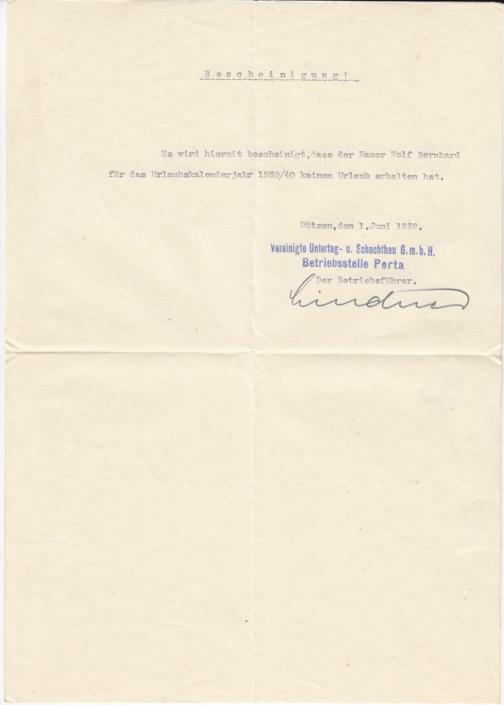 Bescheinigung!
Es wird hiermit bescheinigt,dass der Hauer Wolf Bernhard
für das Urlaubskalenderjahr 1939/40 keinen Urlaub erhalten hat.
Dützen,den 1.Juni 1939.
Vereinigte Untertag- u. Schachtbau G.m.b.H.
Betriebsstelle Porta
Der Betriebsführer.
Lindner